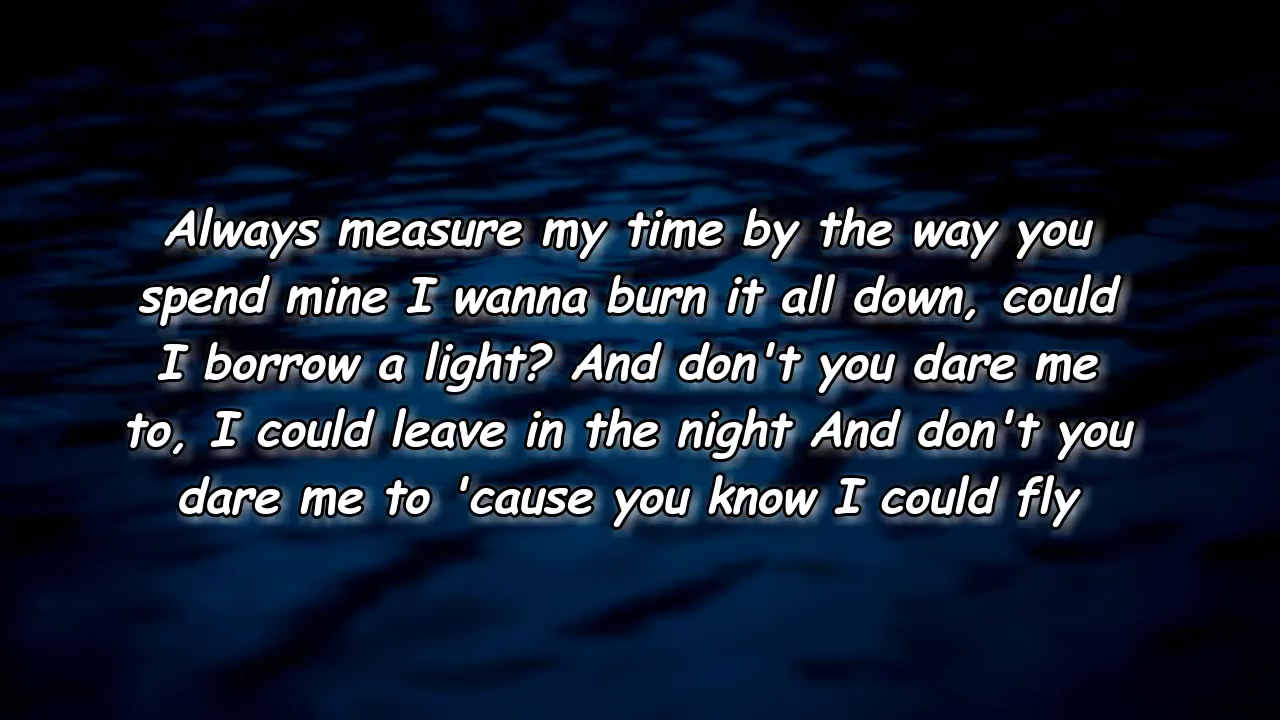 Always measure my time by the way you
spend mine I wanna burn it all down, could
I borrow a light? And don't you dare me
to, I could leave in the night And don't you
dare me to 'cause you know I could fly